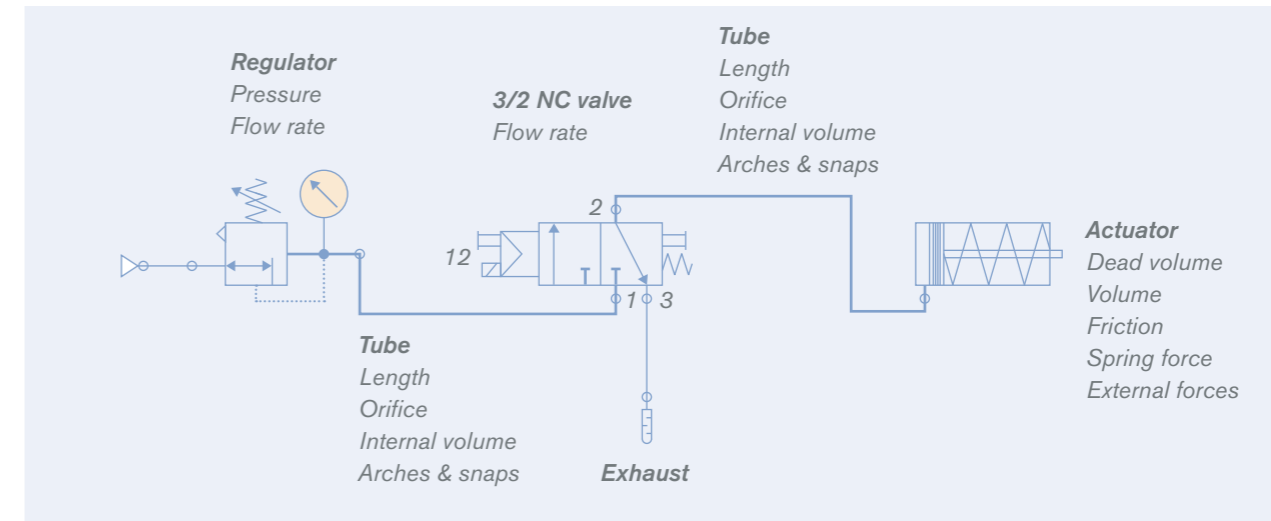 Regulator
Pressure
Flow rate
3/2 NC valve
Flow rate
Tube
Length
Orifice
Internal volume
Arches & snaps
2
12
1
3
Actuator
Dead volume
Volume
Friction
Spring force
External forces
Tube
Length
Orifice
Internal volume
Arches & snaps
Exhaust